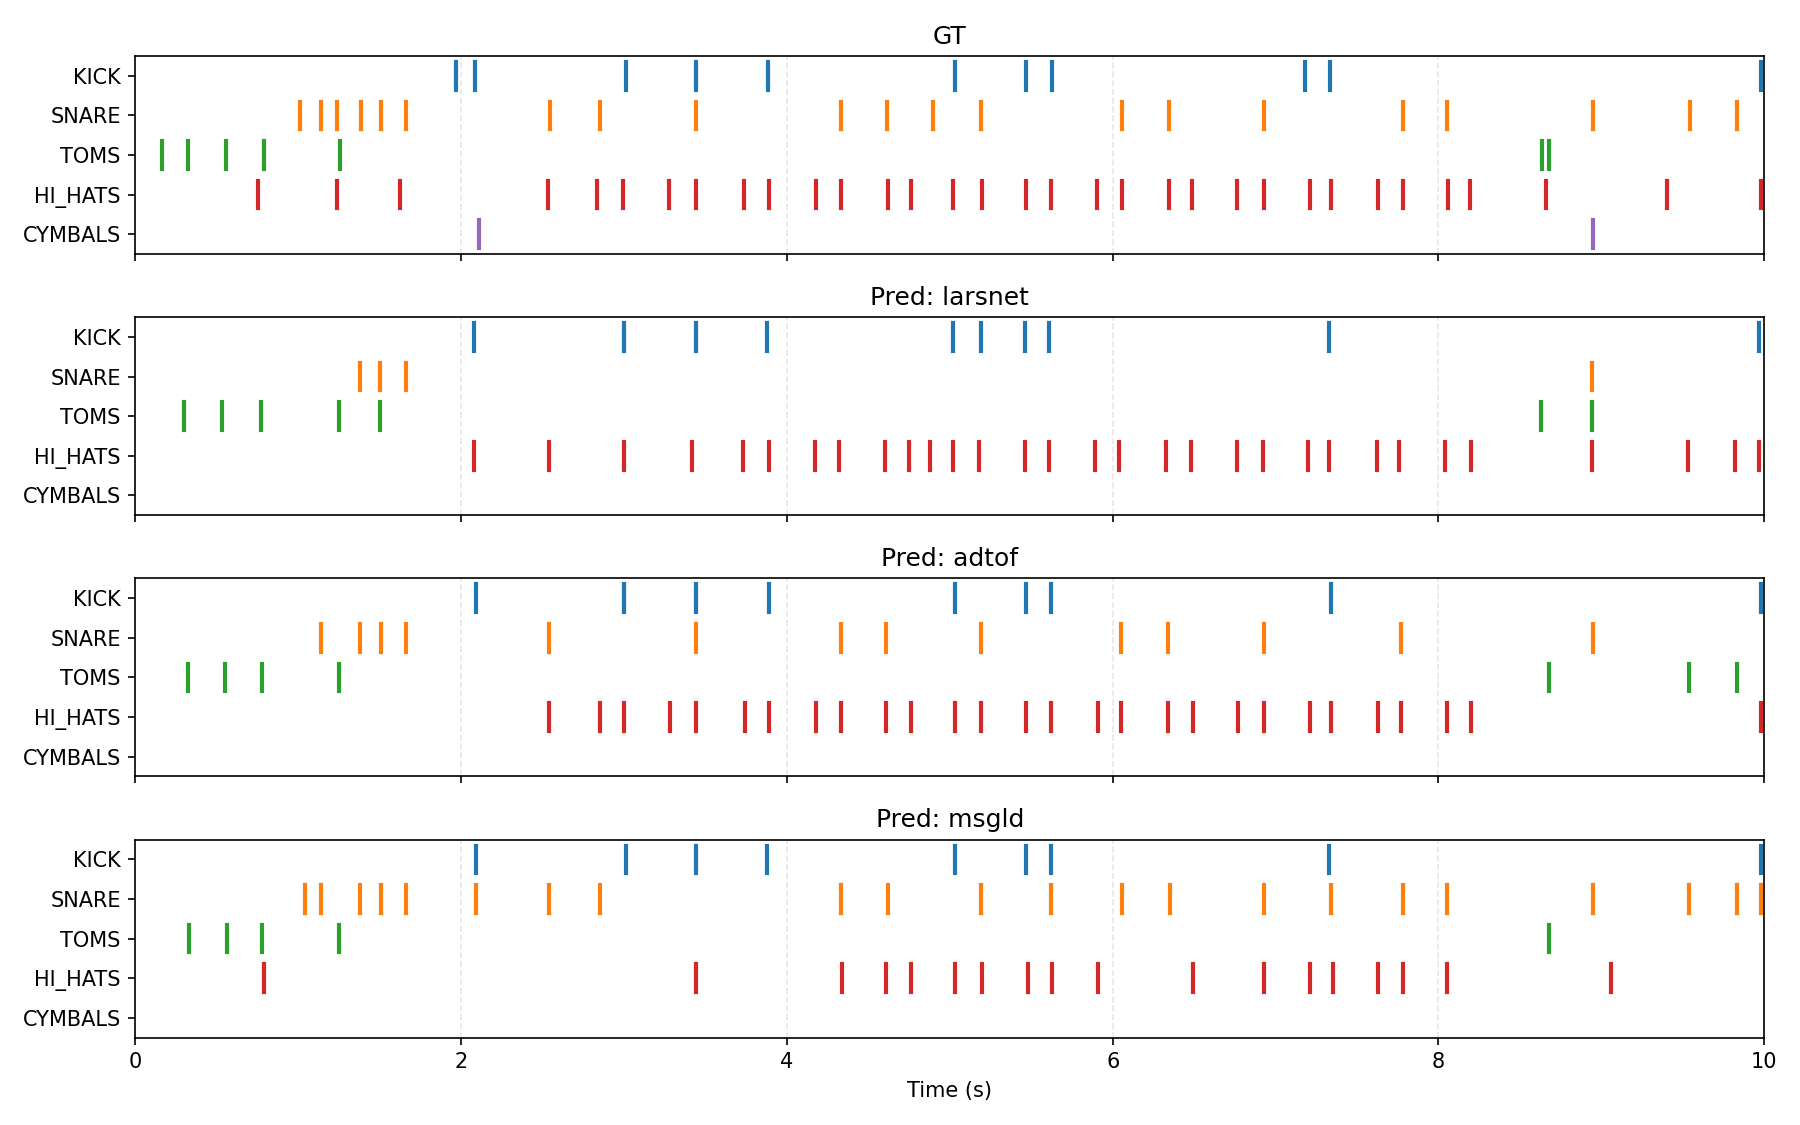 GT
KICK
SNARE
TOMS
HI_HATS
CYMBALS
Pred: larsnet
KICK
SNARE
TOMS
HI_HATS
CYMBALS
Pred: adtof
KICK
SNARE
TOMS
HI_HATS
CYMBALS
Pred: msgld
KICK
SNARE
TOMS
HI_HATS
CYMBALS
0 2 4 6 8 10
Time (s)